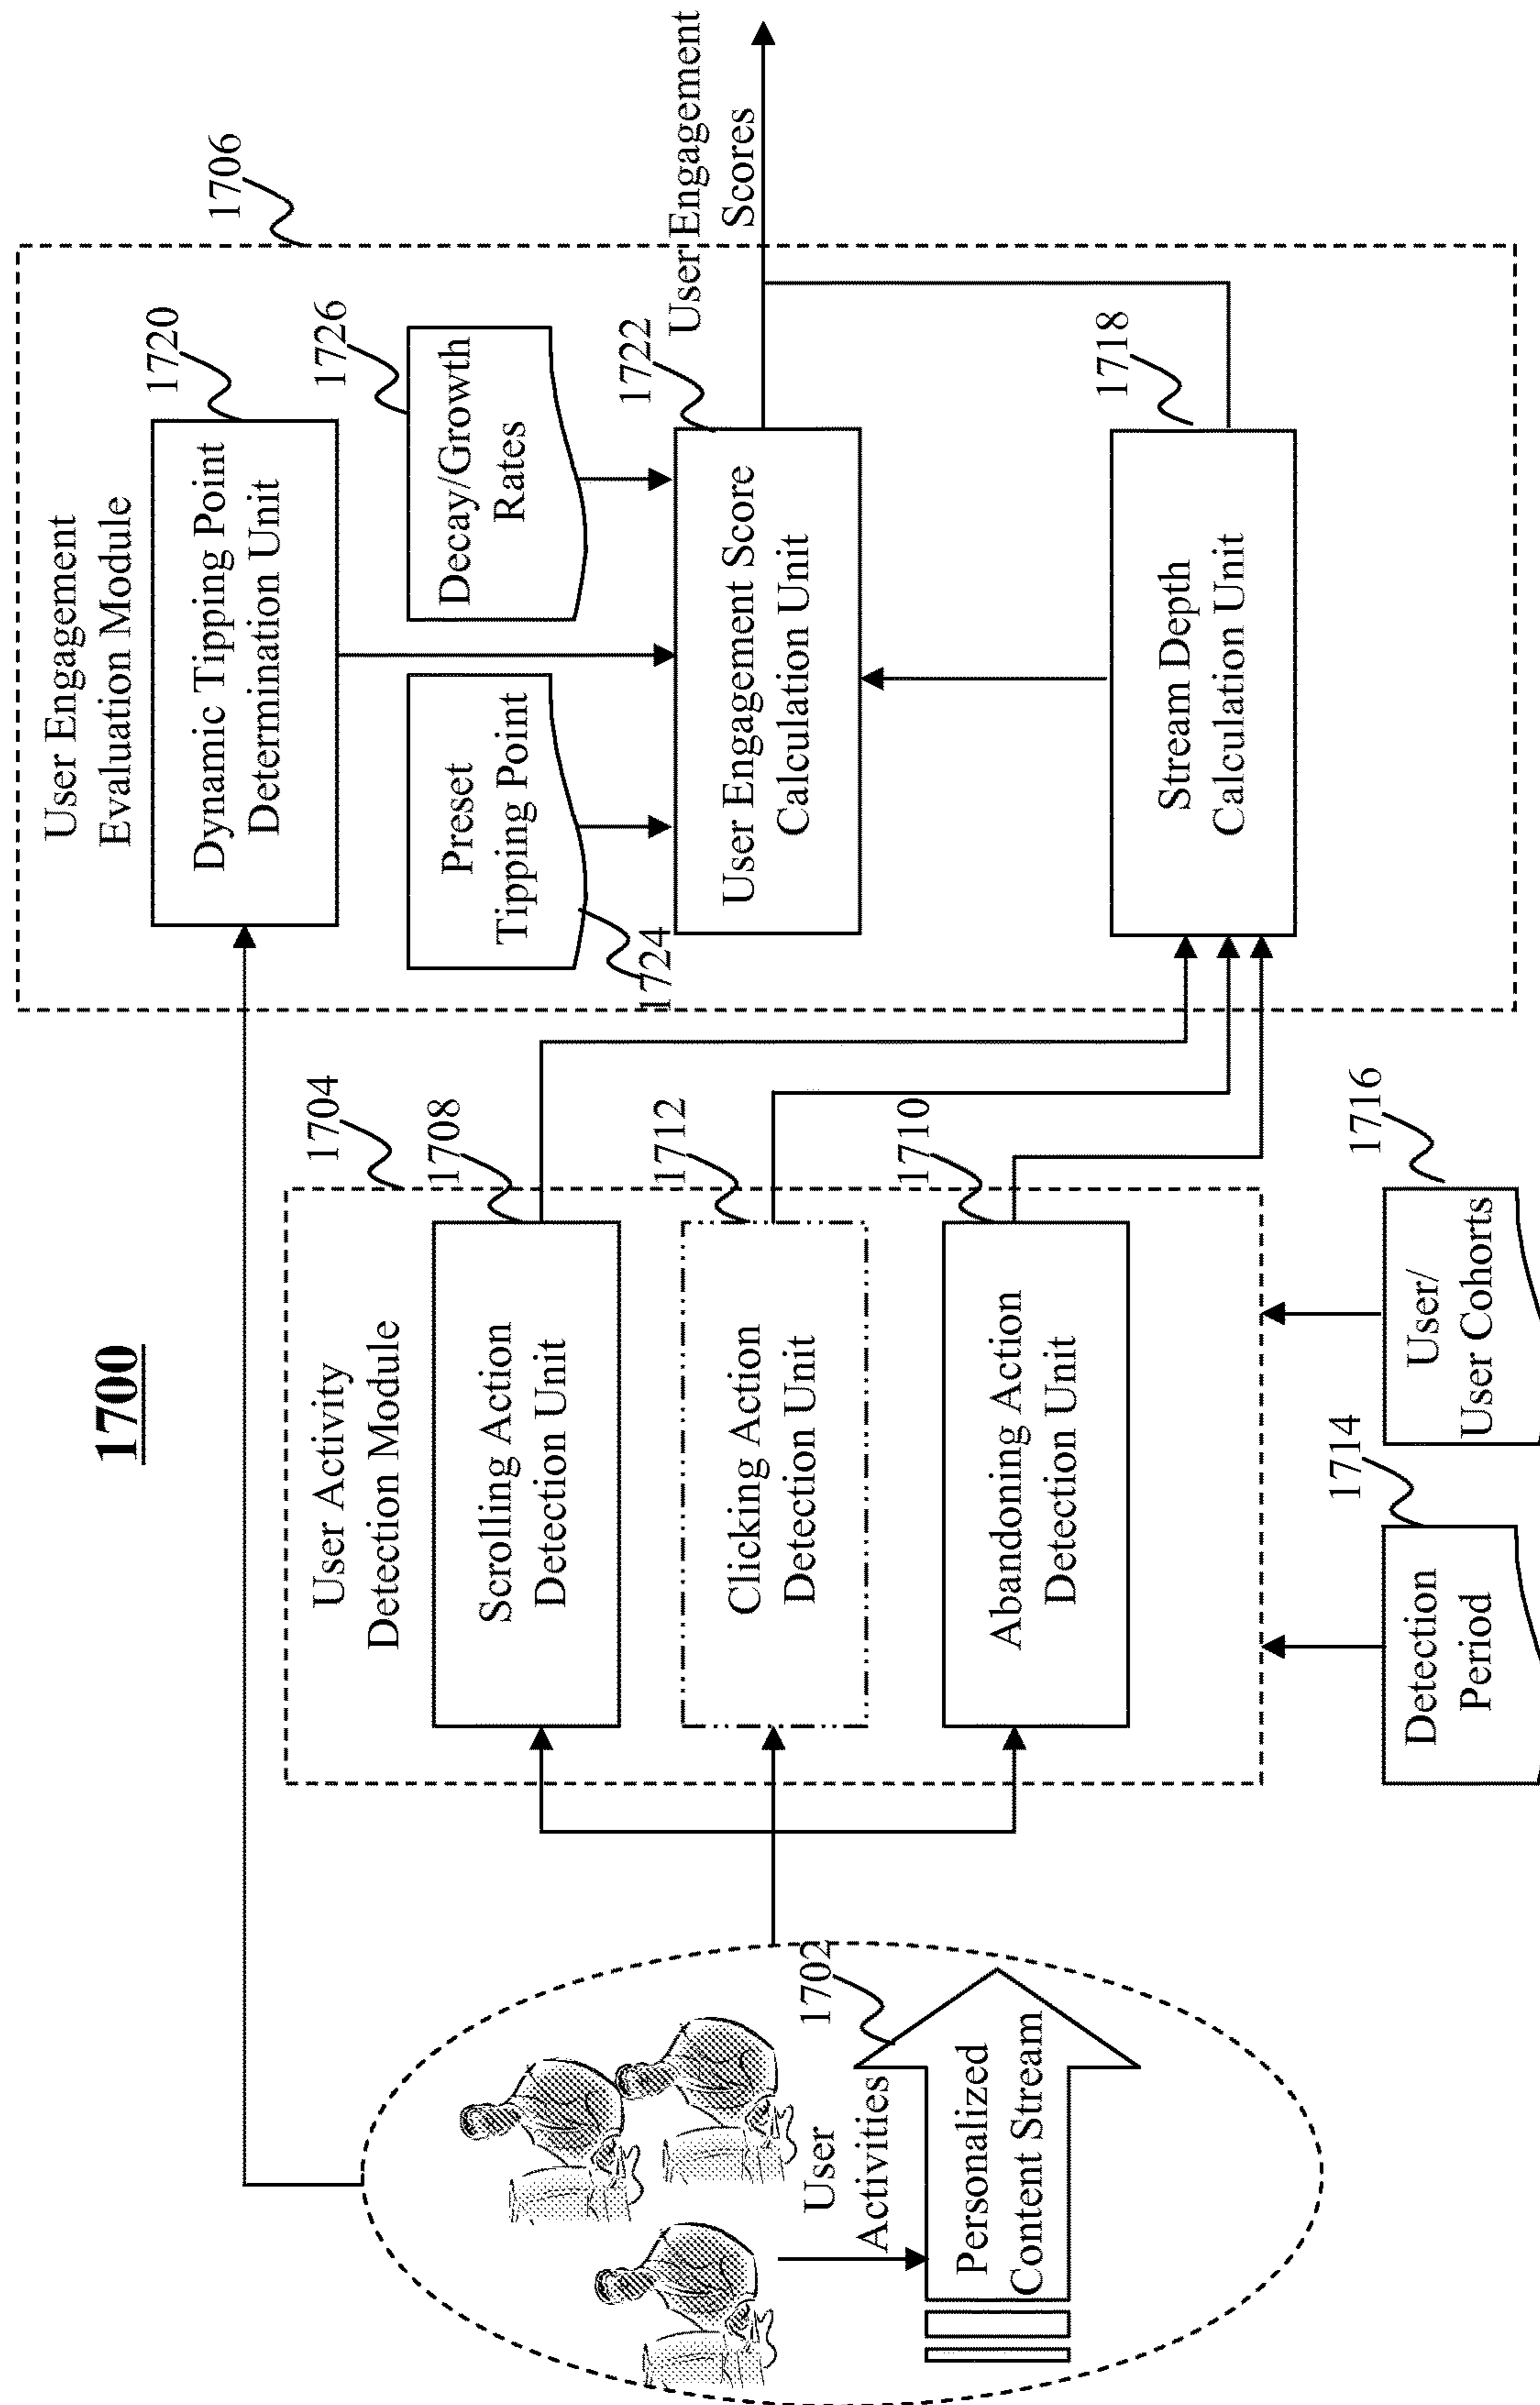 1700
User Activities
1702
Personalized
Content Stream
User Activity
Detection Module
1704
Scrolling Action
Detection Unit
1708
Clicking Action
Detection Unit
1712
Abandoning Action
Detection Unit
1710
Detection
Period
1714
User/
User Cohorts
1716
User Engagement
Evaluation Module
1706
Dynamic Tipping Point
Determination Unit
1720
Preset
Tipping Point
1724
Decay/Growth
Rates
1726
User Engagement Score
Calculation Unit
1722
Stream Depth
Calculation Unit
1718
User Engagement
Scores